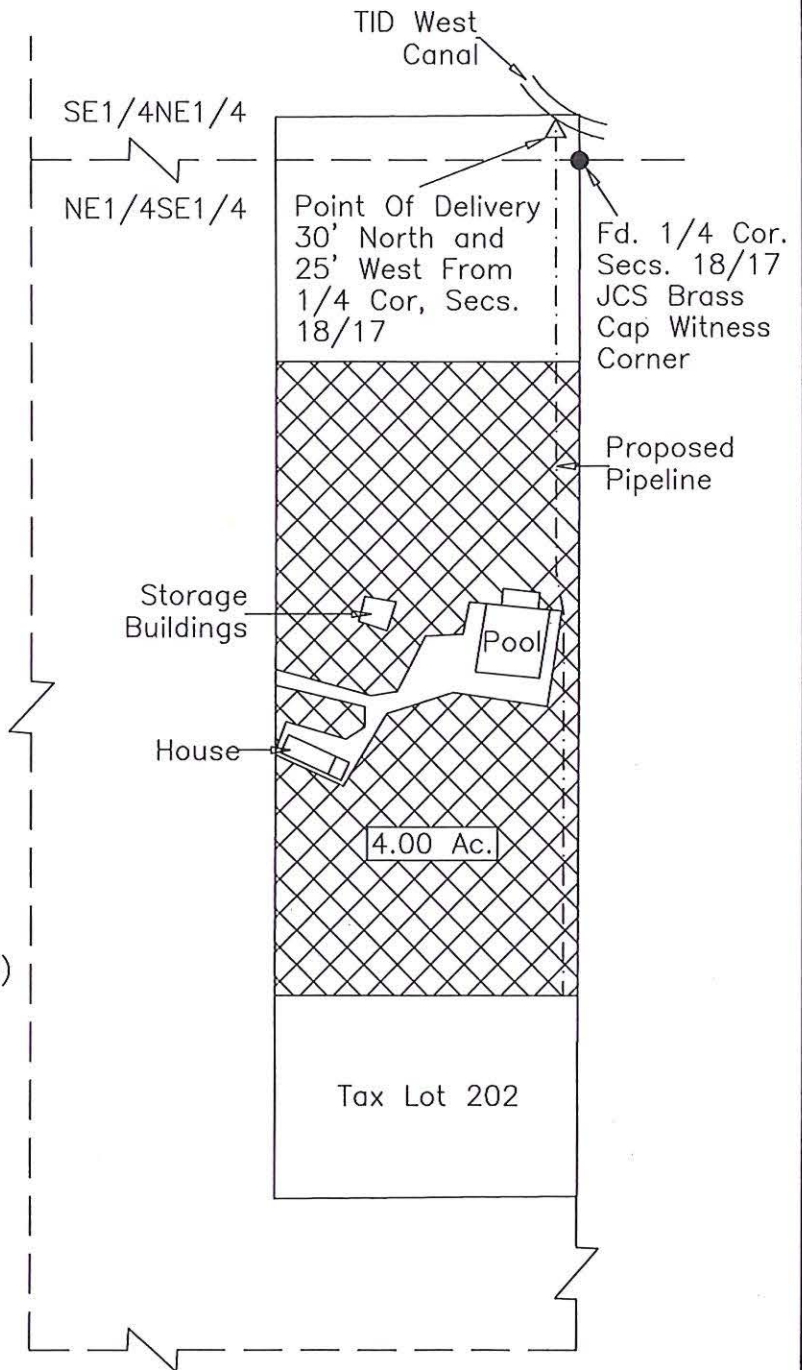 TID West
Canal
SE1/4NE1/4
NE1/4SE1/4
Point Of Delivery
30' North and
25' West From
1/4 Cor, Secs.
18/17
Fd. 1/4 Cor.
Secs. 18/17
JCS Brass
Cap Witness
Corner
Proposed
Pipeline
Storage
Buildings
Pool
House
4.00 Ac.
)
Tax Lot 202